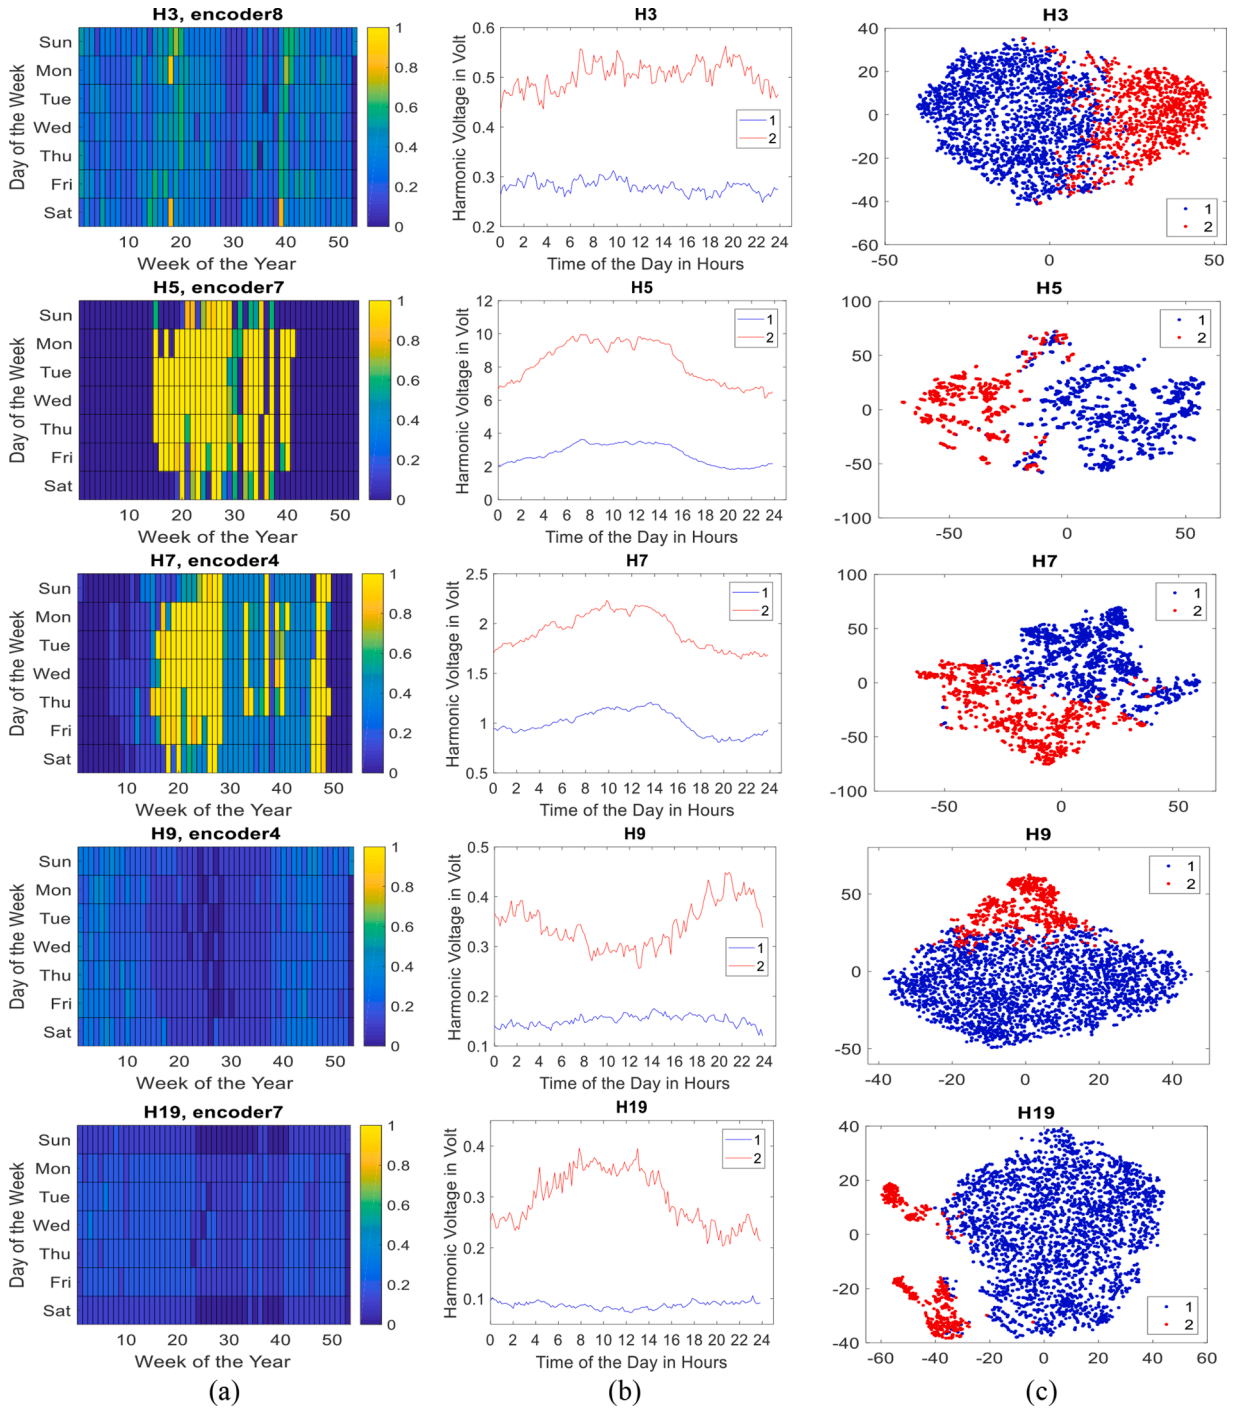 H3, encoder8
Day of the Week
Sun
Mon
Tue
Wed
Thu
Fri
Sat
10 20 30 40 50
Week of the Year
1
0.8
0.6
0.4
0.2
0
H3
Harmonic Voltage in Volt
0.6
0.5
0.4
0.3
0.2
0 2 4 6 8 10 12 14 16 18 20 22 24
Time of the Day in Hours
1
2
H3
40
20
0
-20
-40
-60
-50 0 50
1
2
H5, encoder7
Day of the Week
Sun
Mon
Tue
Wed
Thu
Fri
Sat
10 20 30 40 50
Week of the Year
1
0.8
0.6
0.4
0.2
0
H5
Harmonic Voltage in Volt
12
10
8
6
4
2
0
0 2 4 6 8 10 12 14 16 18 20 22 24
Time of the Day in Hours
1
2
H5
100
50
0
-50
-100
-50 0 50
1
2
H7, encoder4
Day of the Week
Sun
Mon
Tue
Wed
Thu
Fri
Sat
10 20 30 40 50
Week of the Year
1
0.8
0.6
0.4
0.2
0
H7
Harmonic Voltage in Volt
2.5
2
1.5
1
0.5
0 2 4 6 8 10 12 14 16 18 20 22 24
Time of the Day in Hours
1
2
H7
100
50
0
-50
-100
-50 0 50
1
2
H9, encoder4
Day of the Week
Sun
Mon
Tue
Wed
Thu
Fri
Sat
10 20 30 40 50
Week of the Year
1
0.8
0.6
0.4
0.2
0
H9
Harmonic Voltage in Volt
0.5
0.4
0.3
0.2
0.1
0 2 4 6 8 10 12 14 16 18 20 22 24
Time of the Day in Hours
1
2
H9
50
0
-50
-40 -20 0 20 40
1
2
H19, encoder7
Day of the Week
Sun
Mon
Tue
Wed
Thu
Fri
Sat
10 20 30 40 50
Week of the Year
1
0.8
0.6
0.4
0.2
0
H19
Harmonic Voltage in Volt
0.4
0.3
0.2
0.1
0 2 4 6 8 10 12 14 16 18 20 22 24
Time of the Day in Hours
1
2
H19
40
20
0
-20
-40
-60 -40 -20 0 20 40 60
1
2
(a) (b) (c)